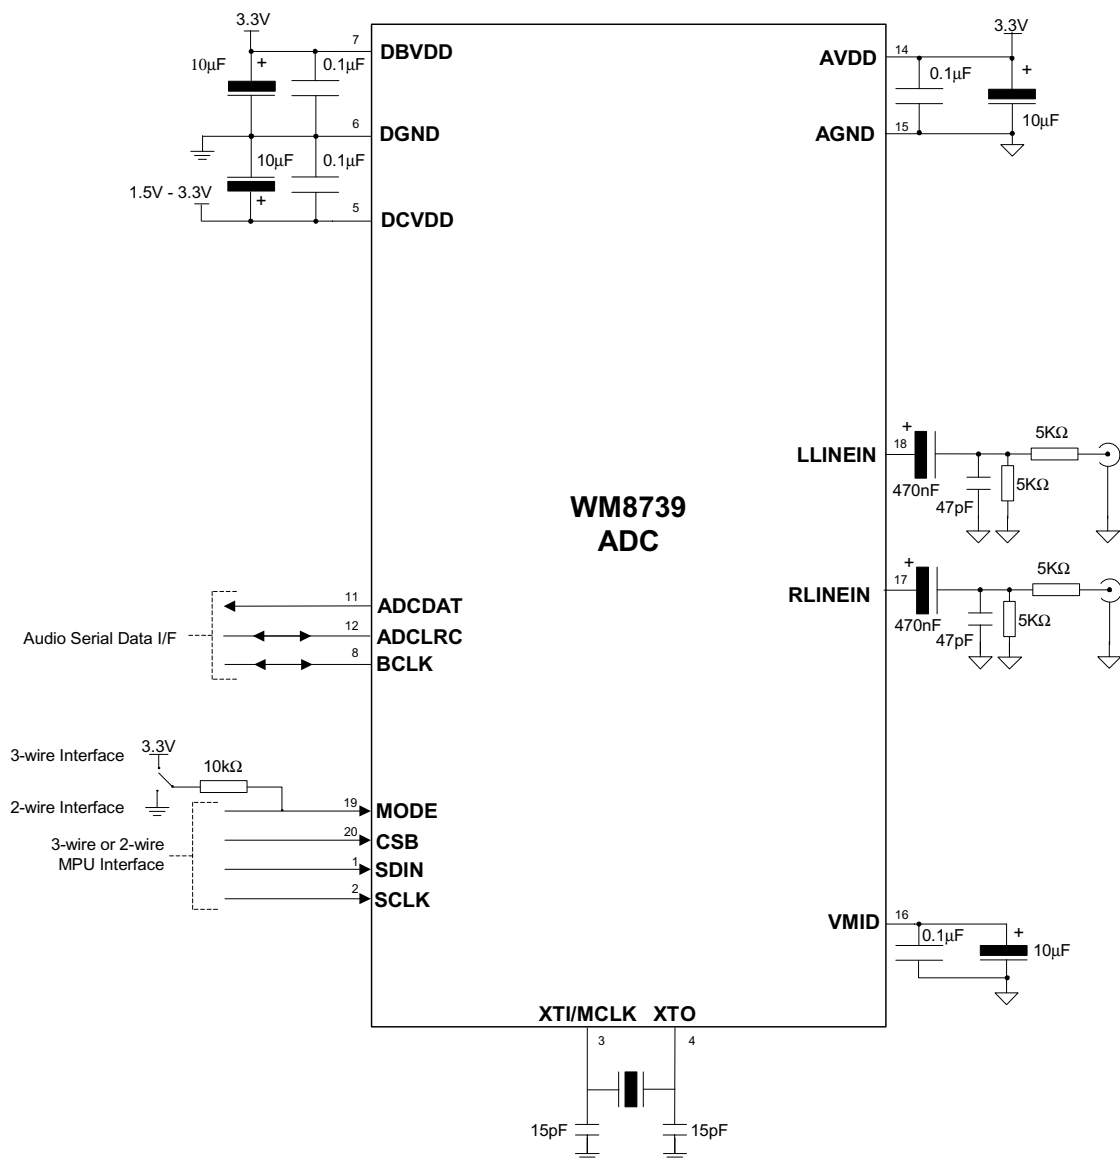 3.3V
7
DBVDD
10µF
+
0.1µF
6
DGND
10µF
0.1µF
1.5V - 3.3V
+
5
DCVDD
3.3V
14
AVDD
0.1µF
+
10µF
15
AGND
WM8739
ADC
+
18
LLINEIN
5KΩ
470nF
47pF
5KΩ
+
17
RLINEIN
5KΩ
470nF
47pF
5KΩ
Audio Serial Data I/F
11
ADCDAT
12
ADCLRC
8
BCLK
3-wire Interface
3.3V
10kΩ
2-wire Interface
19
MODE
3-wire or 2-wire
MPU Interface
20
CSB
1
SDIN
2
SCLK
16
VMID
0.1µF
+
10µF
XTI/MCLK
XTO
3
4
15pF
15pF